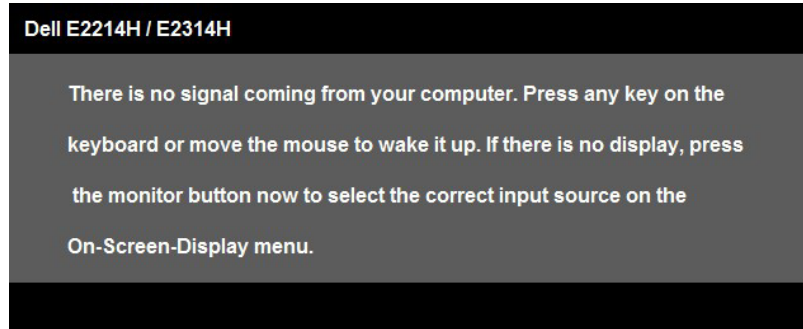 Dell E2214H / E2314H
There is no signal coming from your computer. Press any key on the
keyboard or move the mouse to wake it up. If there is no display, press
the monitor button now to select the correct input source on the
On-Screen-Display menu.